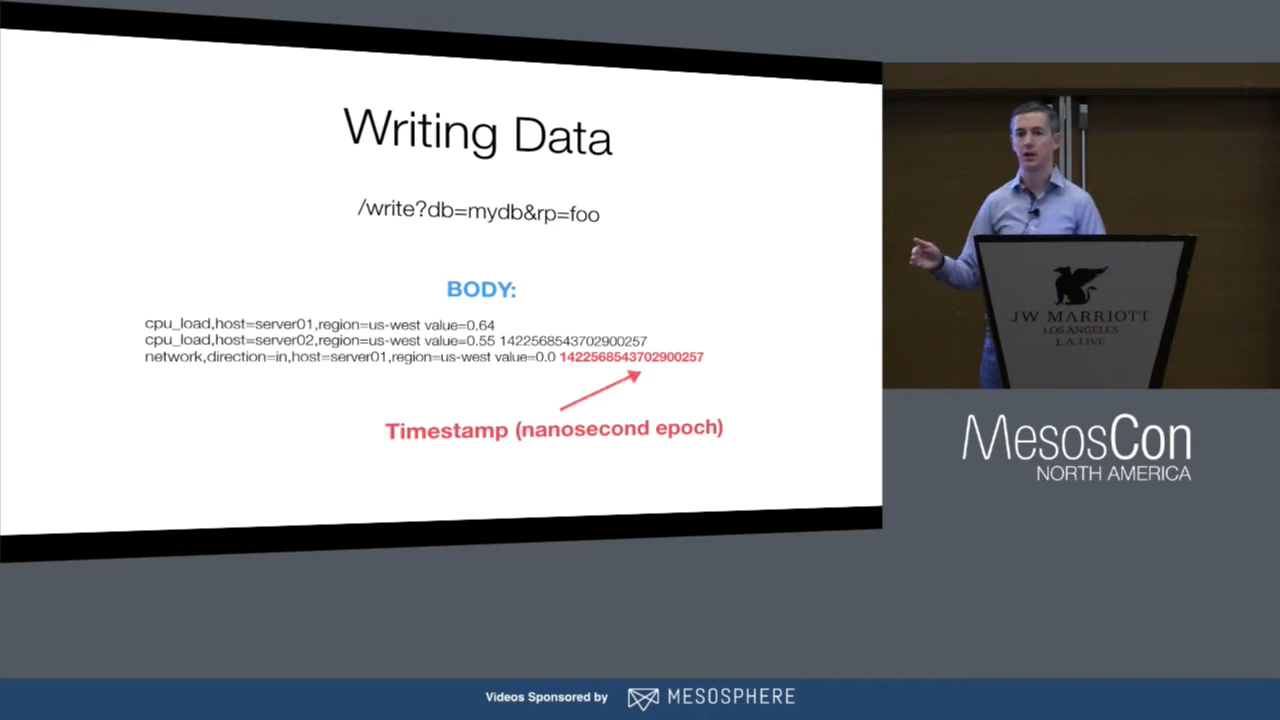 Writing Data
/write?db=mydb&rp=foo
BODY:
cpu_load,host=server01,region=us-west value=0.64
cpu_load,host=server02,region=us-west value=0.55 1422568543702900257
network,direction=in,host=server01,region=us-west value=0.0 1422568543702900257
Timestamp (nanosecond epoch)
JW MARRIOTT
LOS ANGELES
L.A. LIVE
MesosCon
NORTH AMERICA
Videos Sponsored by MESOSPHERE